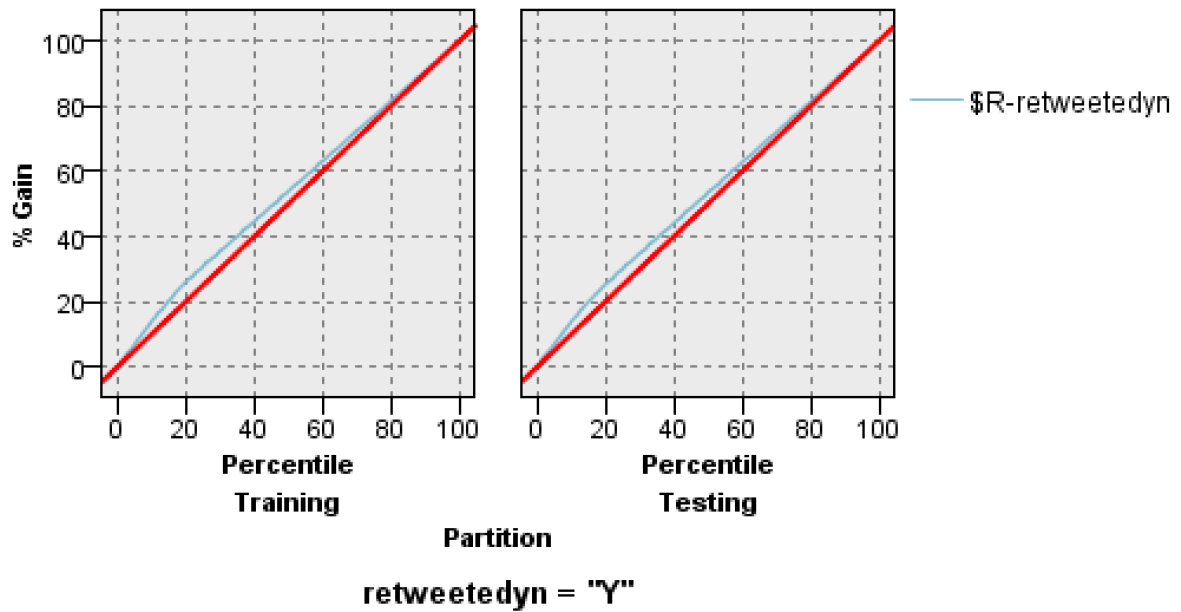 % Gain
100
80
60
40
20
0
0 20 40 60 80 100
0 20 40 60 80 100
Percentile
Percentile
Training
Testing
Partition
retweetedyn = "Y"
$R-retweetedyn